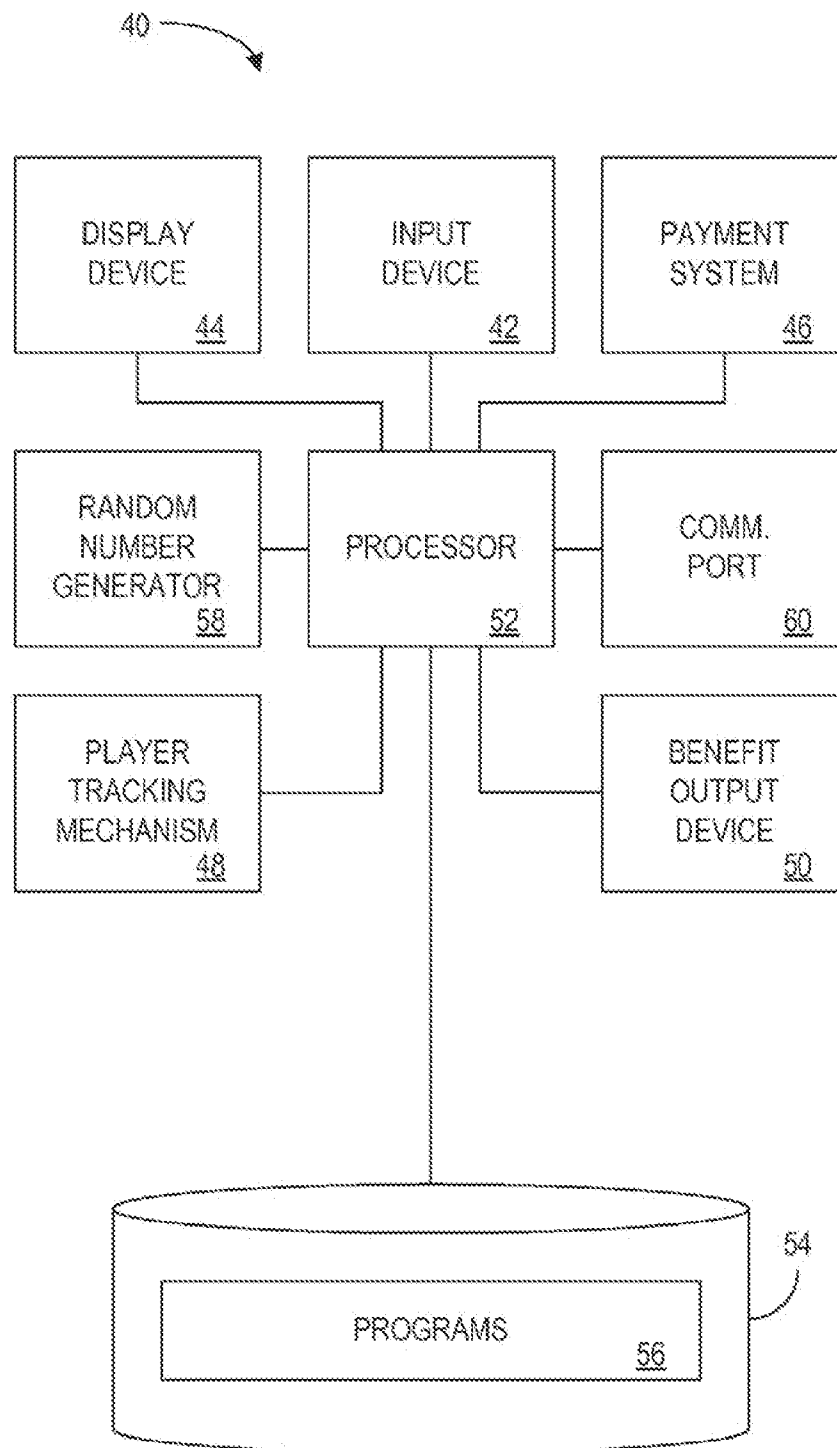 40
DISPLAY
DEVICE
44
INPUT
DEVICE
42
PAYMENT
SYSTEM
46
RANDOM
NUMBER
GENERATOR
58
PROCESSOR
52
COMM.
PORT
60
PLAYER
TRACKING
MECHANISM
48
BENEFIT
OUTPUT
DEVICE
50
54
PROGRAMS
56